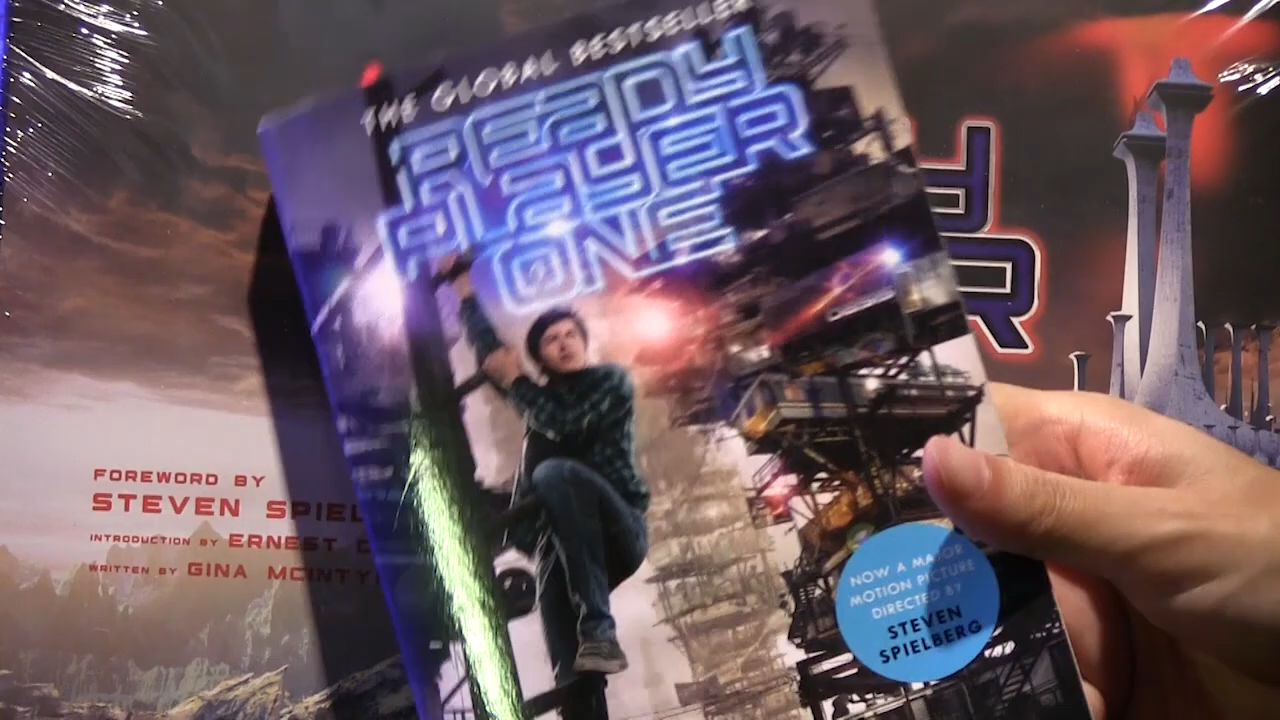 THE GLOBAL BESTSELLER
READY
PLAYER
ONE
FOREWORD BY
STEVEN
INTRODUCTION BY ERNEST
WRITTEN BY GINA
NOW A MAJOR
MOTION PICTURE
DIRECTED BY
STEVEN
SPIELBERG